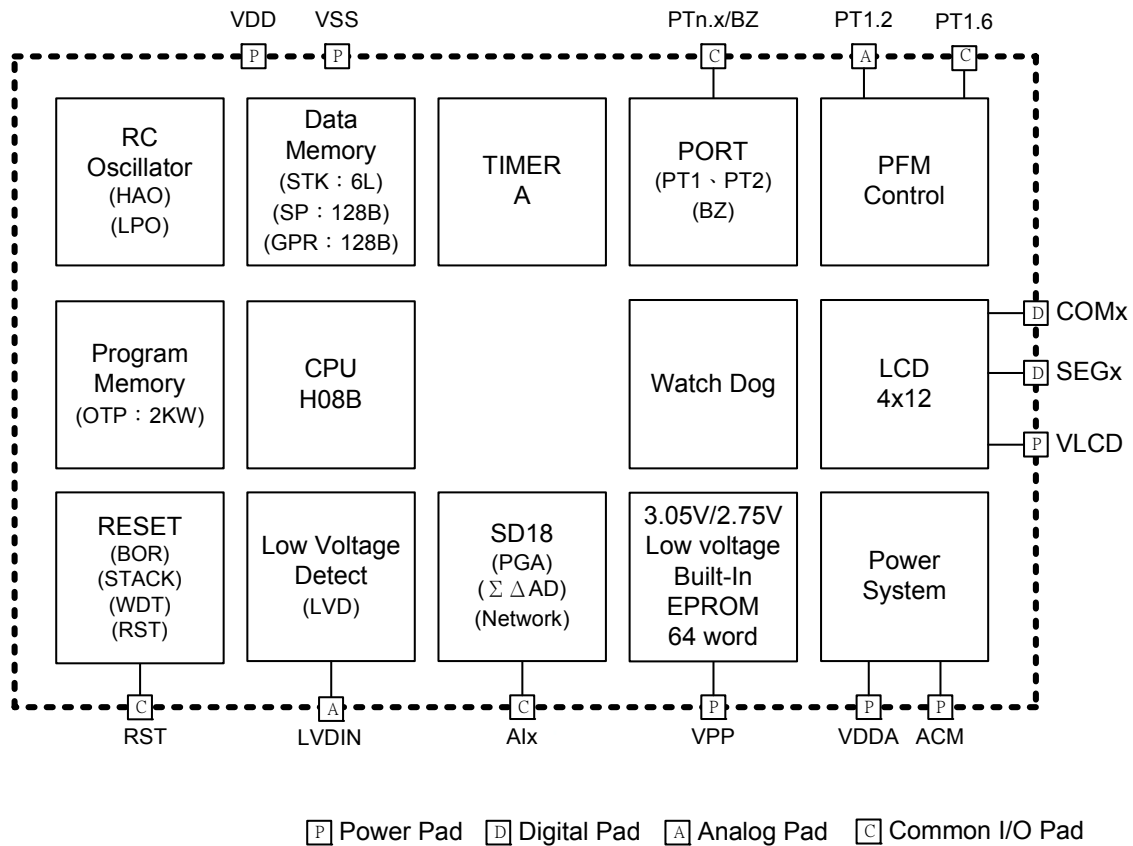 VDD
VSS
PTn.x/BZ
PT1.2
PT1.6
P
P
C
A
C
RC
Oscillator
(HAO)
(LPO)
Data
Memory
(STK：6L)
(SP：128B)
(GPR：128B)
TIMER
A
PORT
(PT1、PT2)
(BZ)
PFM
Control
Program
Memory
(OTP：2KW)
CPU
H08B
Watch Dog
LCD
4x12
D COMx
D SEGx
P VLCD
RESET
(BOR)
(STACK)
(WDT)
(RST)
Low Voltage
Detect
(LVD)
SD18
(PGA)
(ΣΔAD)
(Network)
3.05V/2.75V
Low voltage
Built-In
EPROM
64 word
Power
System
C
A
C
P
P
P
RST
LVDIN
AIx
VPP
VDDA
ACM
P Power Pad D Digital Pad A Analog Pad C Common I/O Pad